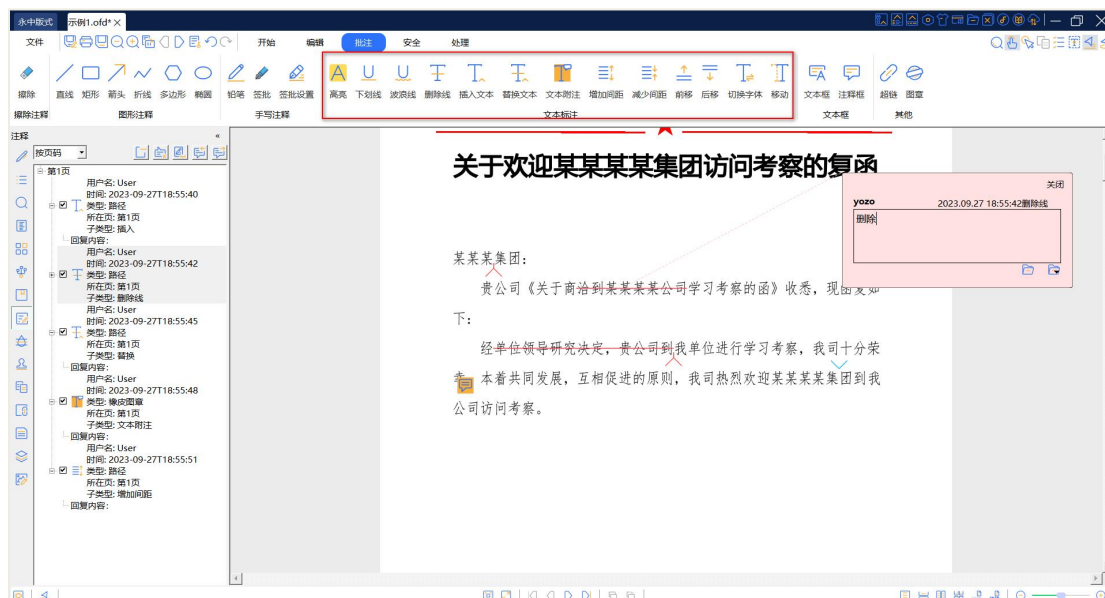 永中版式 示例1.ofd* ×
文件 开始 编辑 批注 安全 处理
擦除 直线 矩形 箭头 折线 多边形 椭圆 铅笔 签批 签批设置 高亮 下划线 波浪线 删除线 插入文本 替换文本 文本附注 增加间距 减少间距 前移 后移 切换字体 移动 文本框 注释框 超链 图章
擦除注释 图形注释 手写注释 文本标注 文本框 其他
注释
按页码
第1页
用户名: User
时间: 2023-09-27T18:55:40
类型: 路径
所在页: 第1页
子类型: 插入
回复内容:
用户名: User
时间: 2023-09-27T18:55:42
类型: 路径
所在页: 第1页
子类型: 删除线
用户名: User
时间: 2023-09-27T18:55:45
类型: 路径
所在页: 第1页
子类型: 替换
回复内容:
用户名: User
时间: 2023-09-27T18:55:48
类型: 橡皮图章
所在页: 第1页
子类型: 文本附注
回复内容:
用户名: User
时间: 2023-09-27T18:55:51
类型: 路径
所在页: 第1页
子类型: 增加间距
回复内容:
关于欢迎某某某某集团访问考察的复函
某某某集团:
贵公司《关于商洽到某某某某公司学习考察的函》收悉，现函复如
下:
经单位领导研究决定，贵公司到我单位进行学习考察，我司十分荣
本着共同发展，互相促进的原则，我司热烈欢迎某某某某集团到我
公司访问考察。
关闭
yozo 2023.09.27 18:55:42删除线
删除